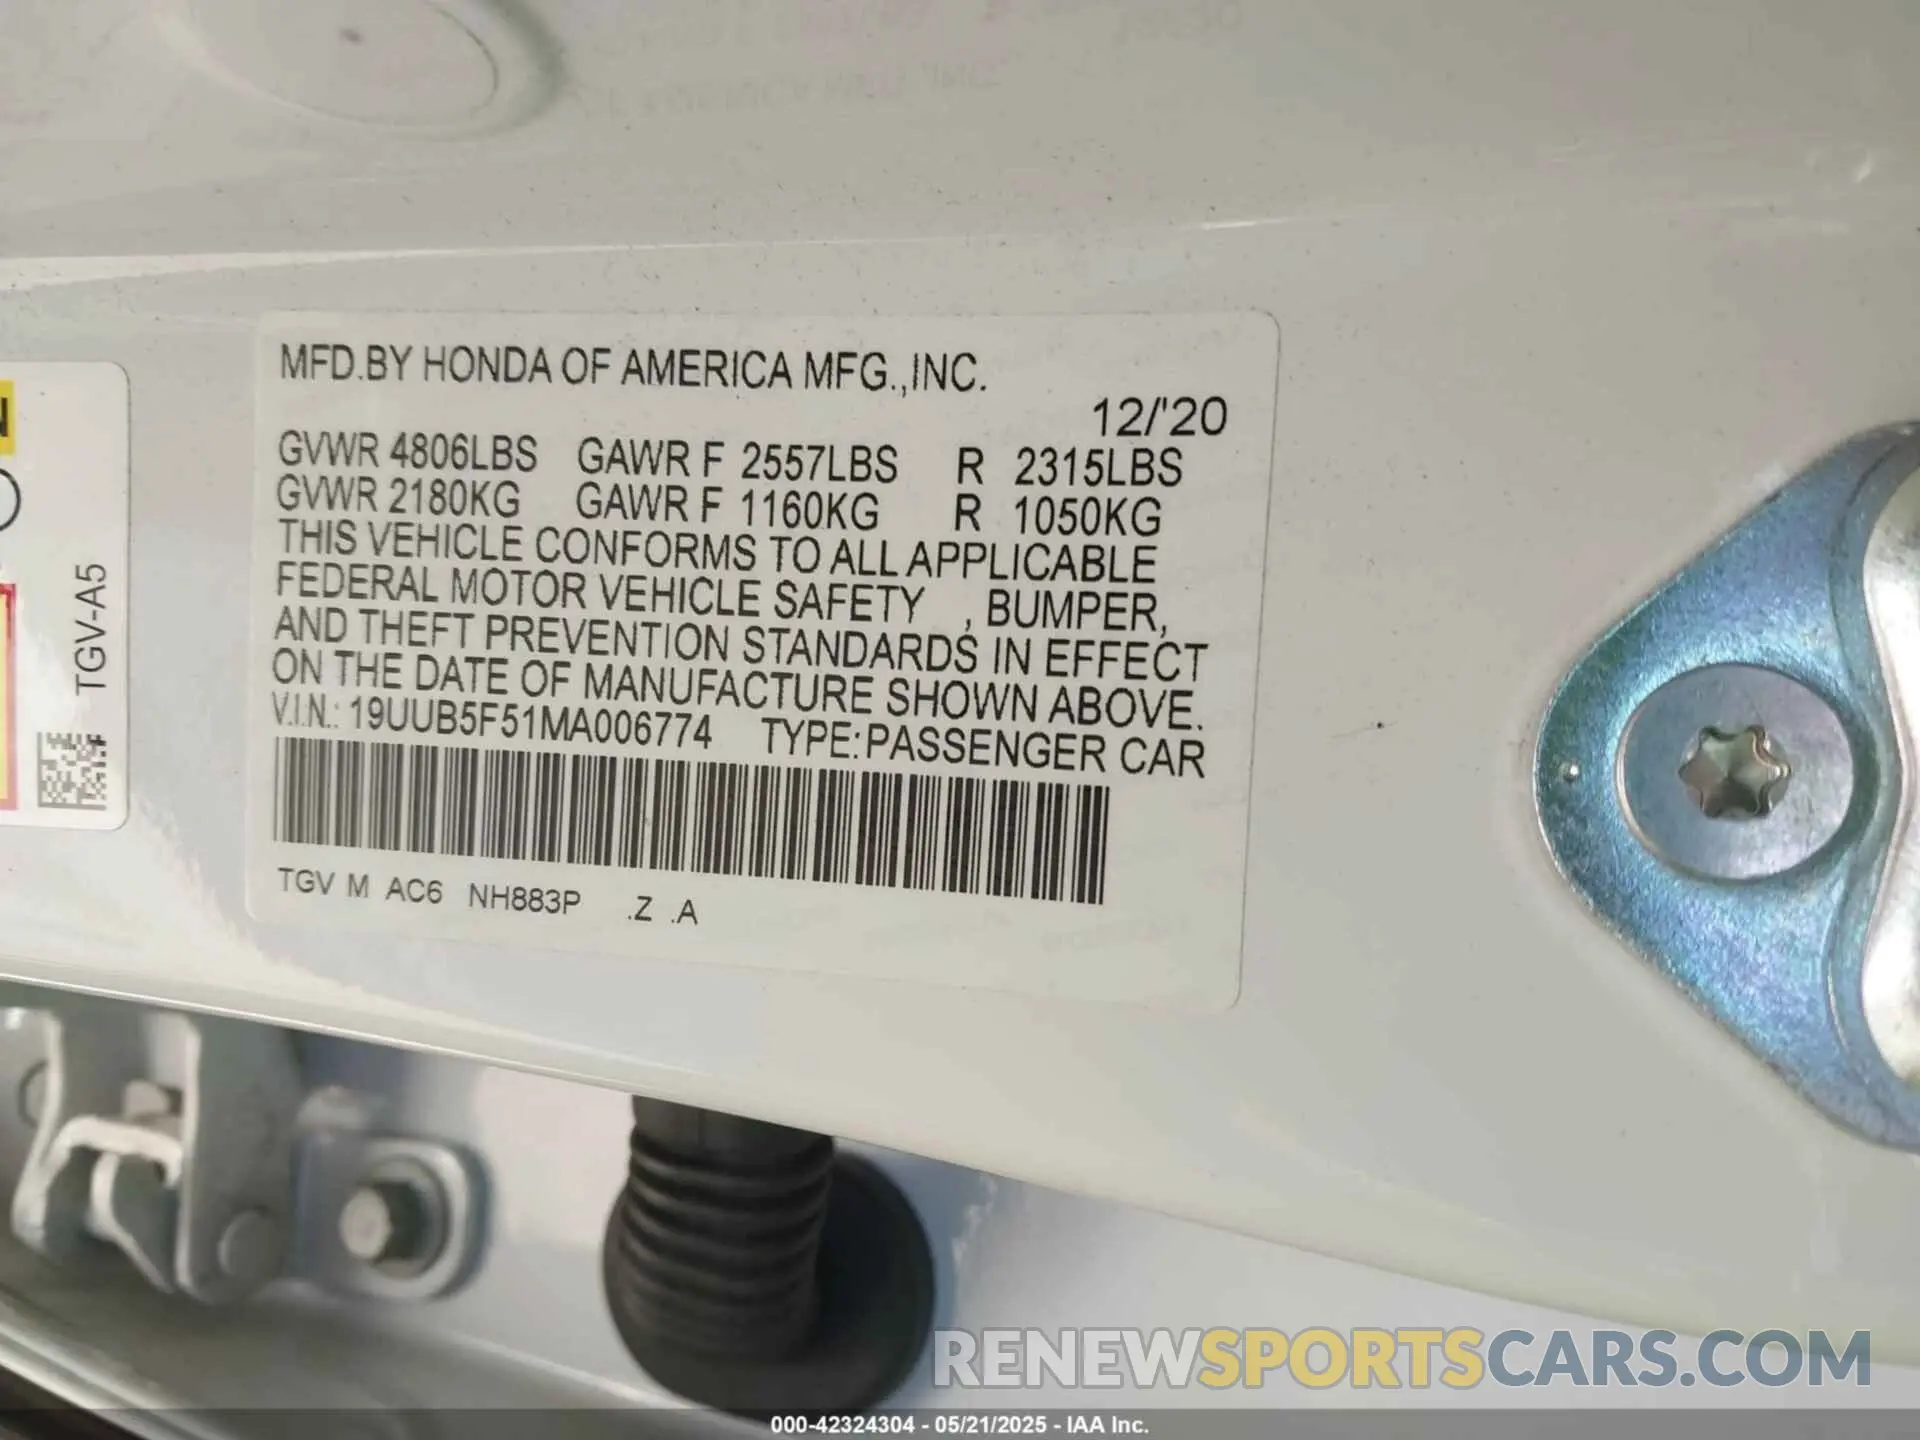 MFD.BY HONDA OF AMERICA MFG.,INC.
12/'20
GVWR 4806LBS GAWR F 2557LBS R 2315LBS
GVWR 2180KG GAWR F 1160KG R 1050KG
THIS VEHICLE CONFORMS TO ALL APPLICABLE
FEDERAL MOTOR VEHICLE SAFETY , BUMPER,
AND THEFT PREVENTION STANDARDS IN EFFECT
ON THE DATE OF MANUFACTURE SHOWN ABOVE.
V.I.N.: 19UUB5F51MA006774 TYPE: PASSENGER CAR
TGV M AC6 NH883P .Z .A
TGV-A5
RENEWSPORTSCARS.COM
000-42324304 - 05/21/2025 - IAA Inc.